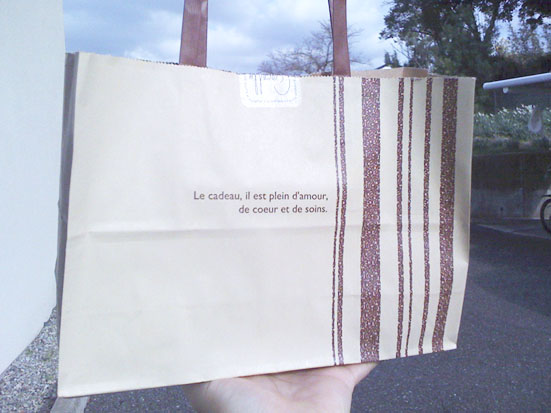 Le cadeau, il est plein d'amour,
de coeur et de soins.